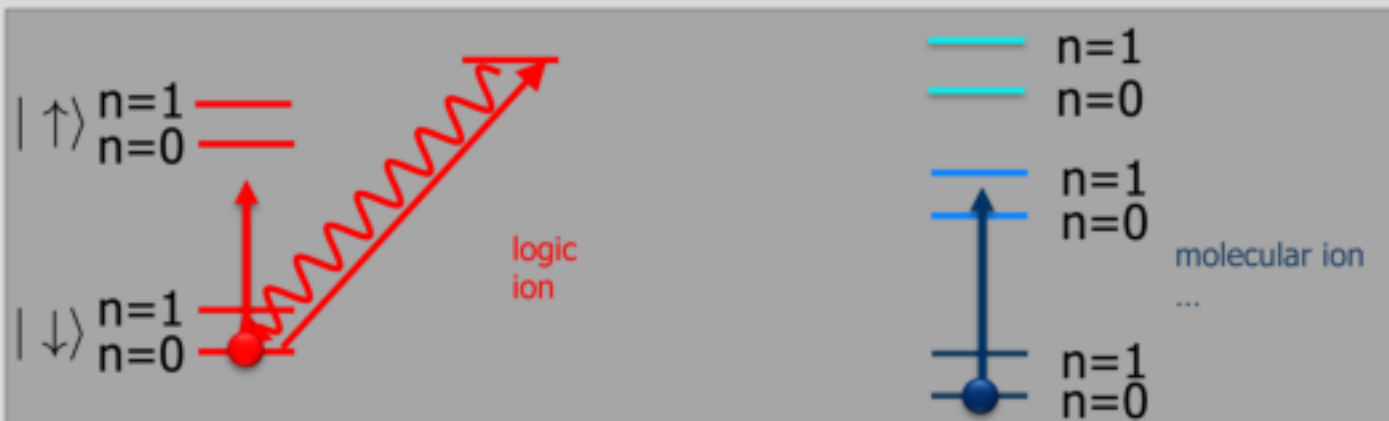 n=1
n=0
|↑⟩
n=1
n=0
|↓⟩
logic
ion
n=1
n=0
n=1
n=0
n=1
n=0
molecular ion
...